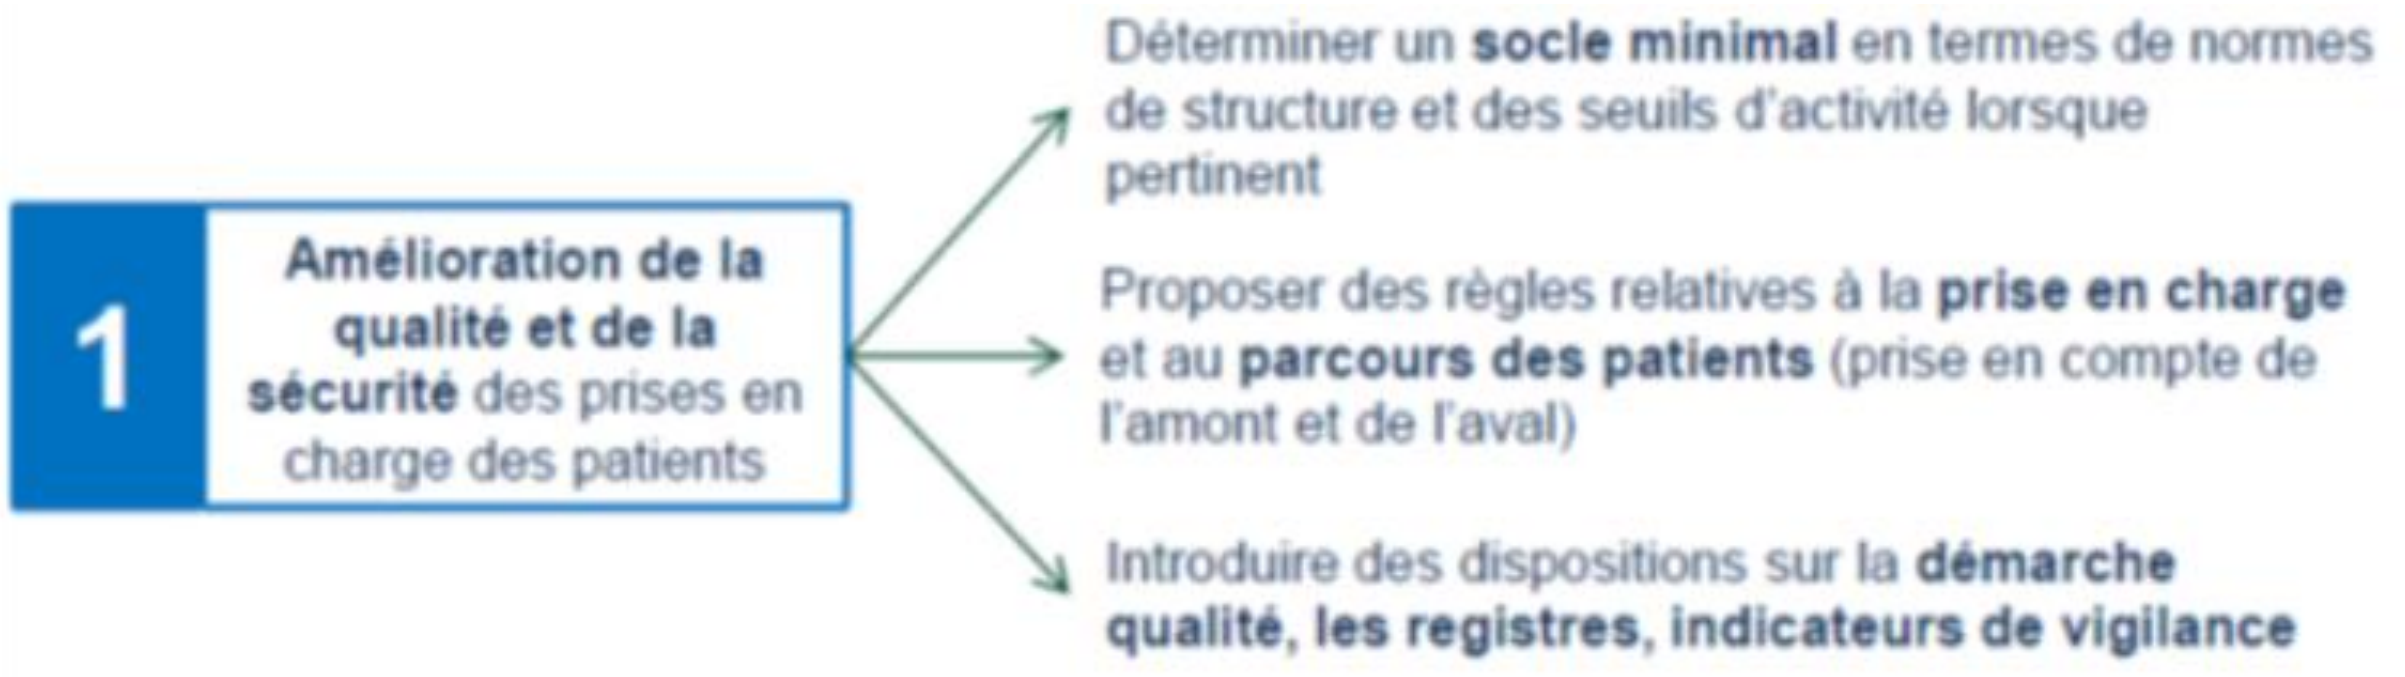 1
Amélioration de la
qualité et de la
sécurité des prises en
charge des patients
Déterminer un socle minimal en termes de normes
de structure et des seuils d'activité lorsque
pertinent
Proposer des règles relatives à la prise en charge
et au parcours des patients (prise en compte de
l'amont et de l'aval)
Introduire des dispositions sur la démarche
qualité, les registres, indicateurs de vigilance